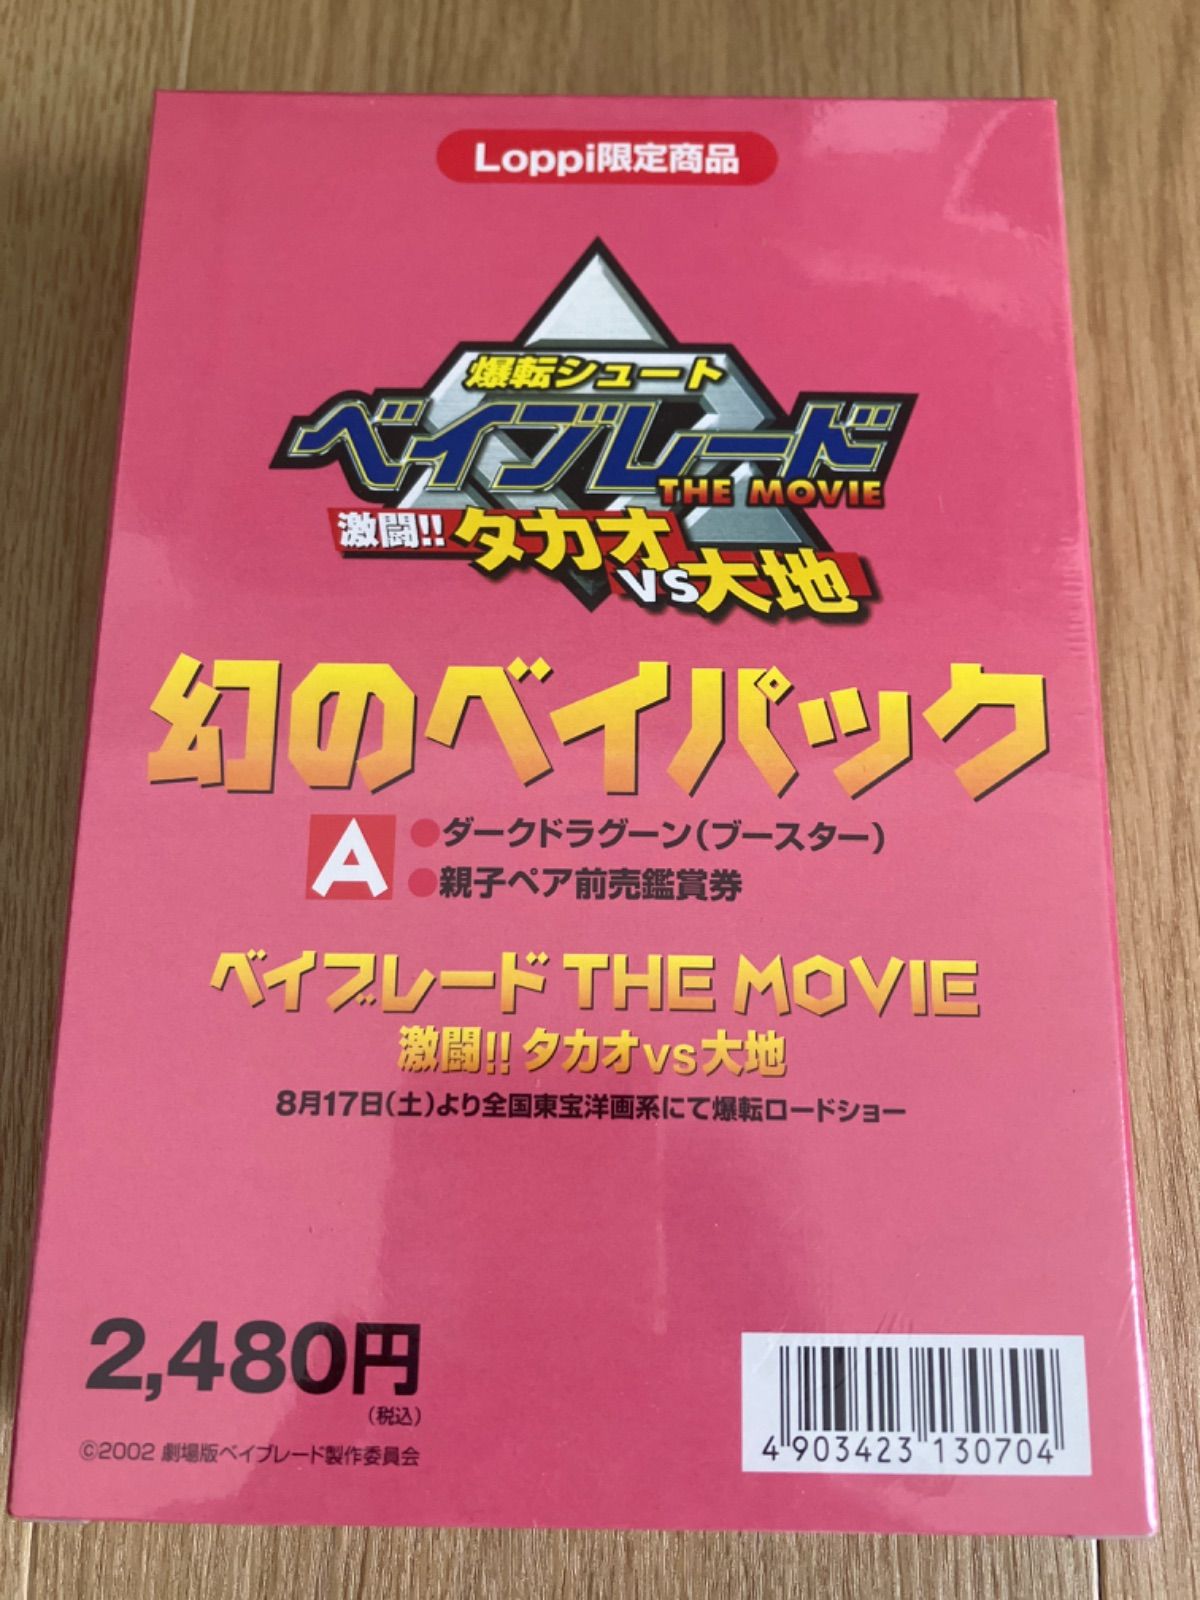 Loppi限定商品
爆転シュート
ベイブレード
THE MOVIE
激闘!! タカオ
vs大地
幻のベイパック
A
●ダークドラグーン(ブースター)
●親子ペア前売鑑賞券
ベイブレード THE MOVIE
激闘!! タカオvs大地
8月17日(土)より全国東宝洋画系にて爆転ロードショー
2,480円
(税込)
©2002 劇場版ベイブレード製作委員会
4 903423 130704